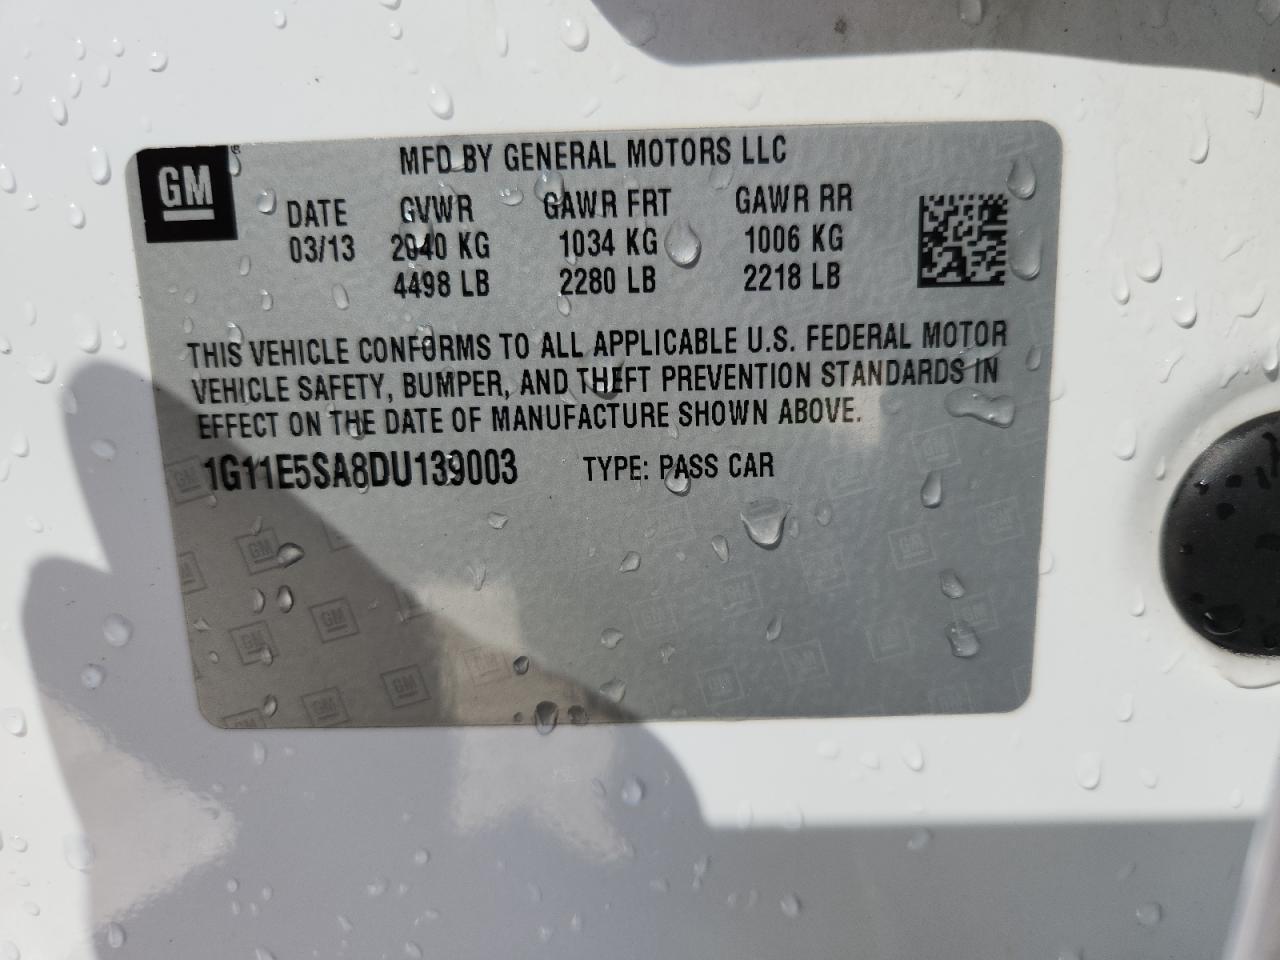 GM
MFD BY GENERAL MOTORS LLC
DATE GVWR GAWR FRT GAWR RR
03/13 2040 KG 1034 KG 1006 KG
4498 LB 2280 LB 2218 LB
THIS VEHICLE CONFORMS TO ALL APPLICABLE U.S. FEDERAL MOTOR
VEHICLE SAFETY, BUMPER, AND THEFT PREVENTION STANDARDS IN
EFFECT ON THE DATE OF MANUFACTURE SHOWN ABOVE.
1G11E5SA8DU139003 TYPE: PASS CAR